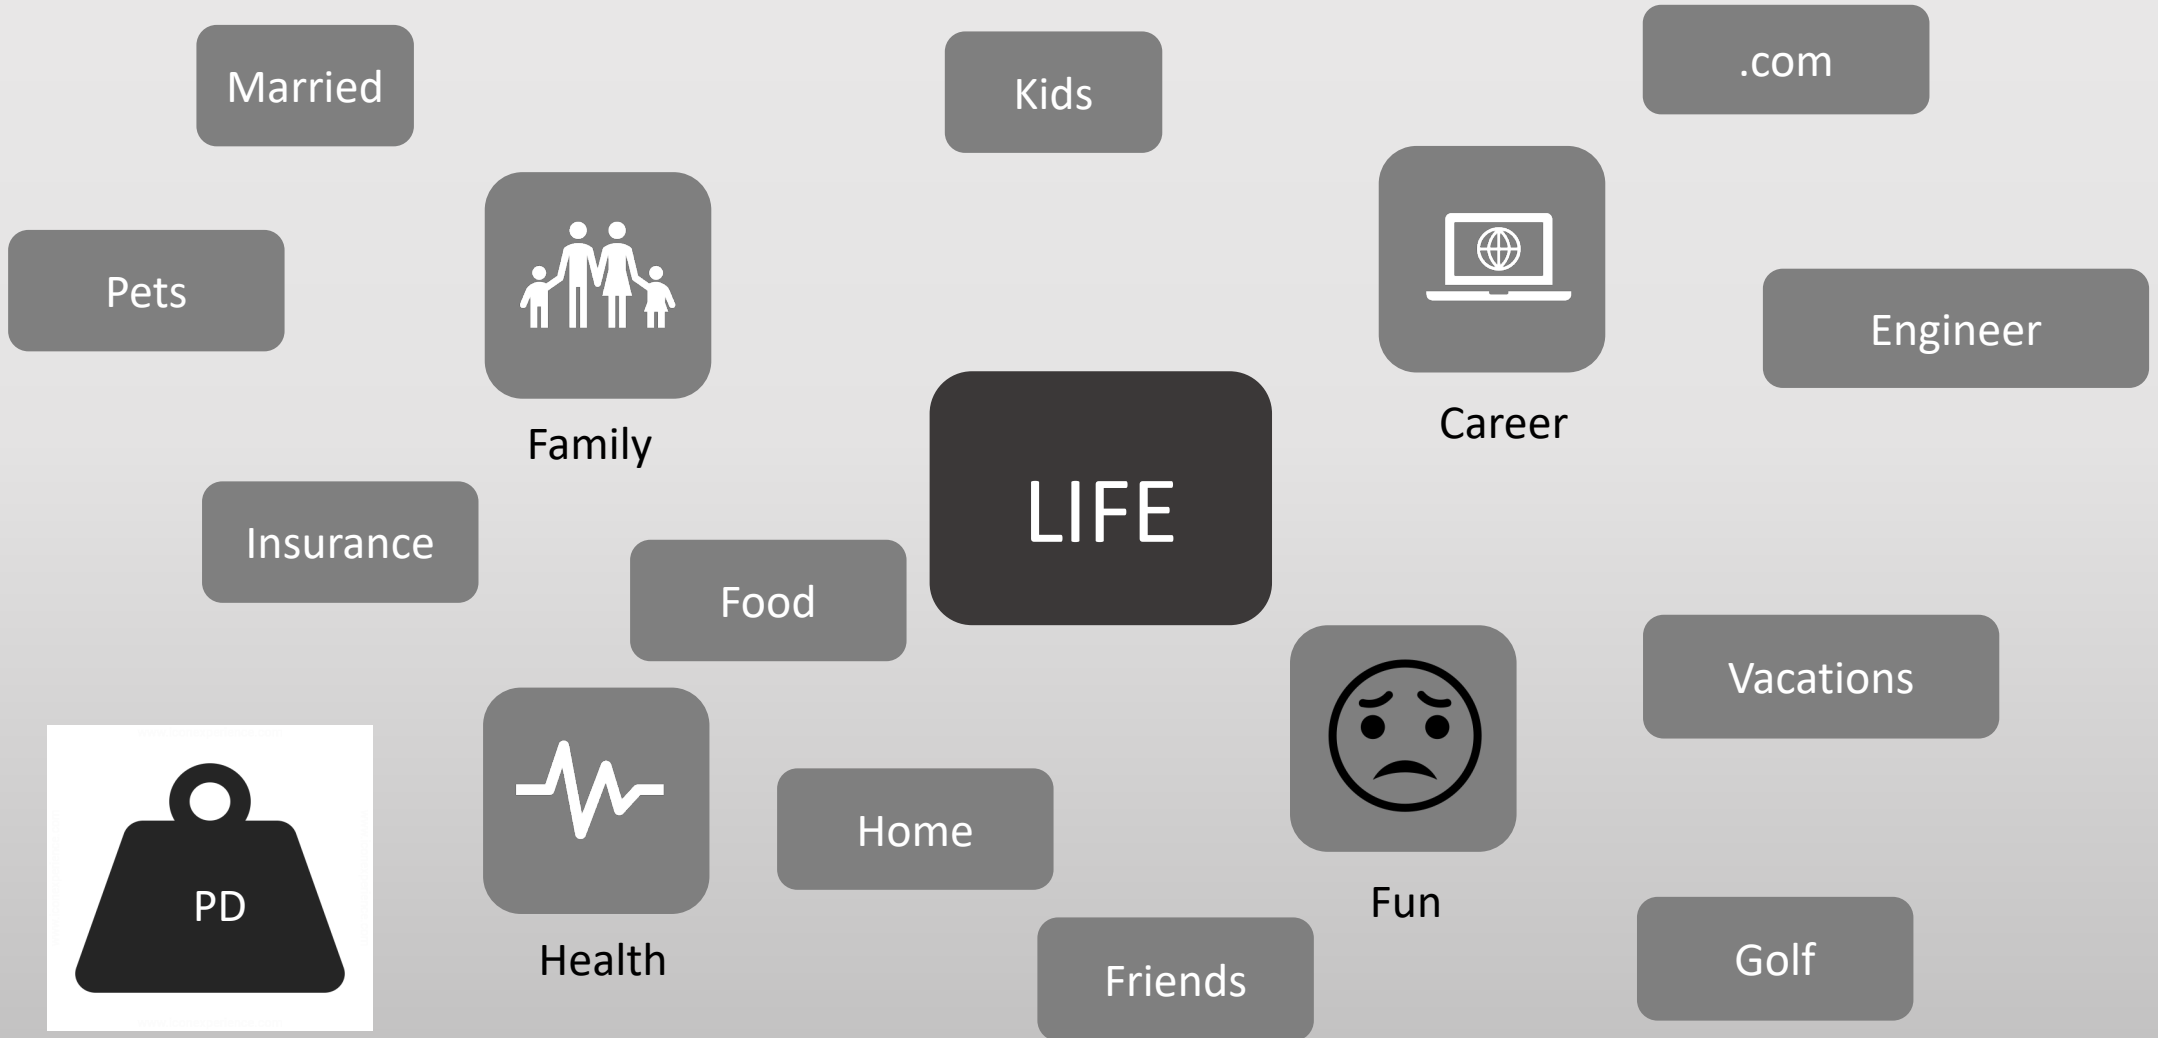 Married
Kids
.com
Pets
Engineer
Family
Career
LIFE
Insurance
Food
Vacations
Home
PD
Fun
Health
Friends
Golf